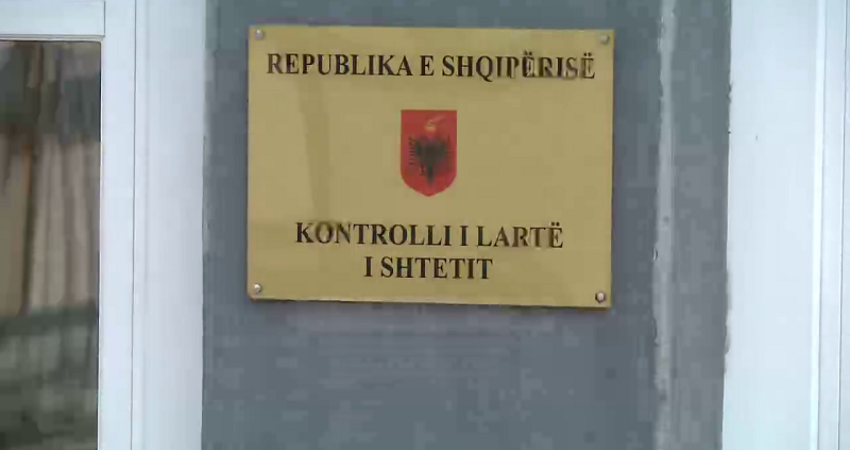 REPUBLIKA E SHQIPËRISË
KONTROLLI I LARTË
I SHTETIT